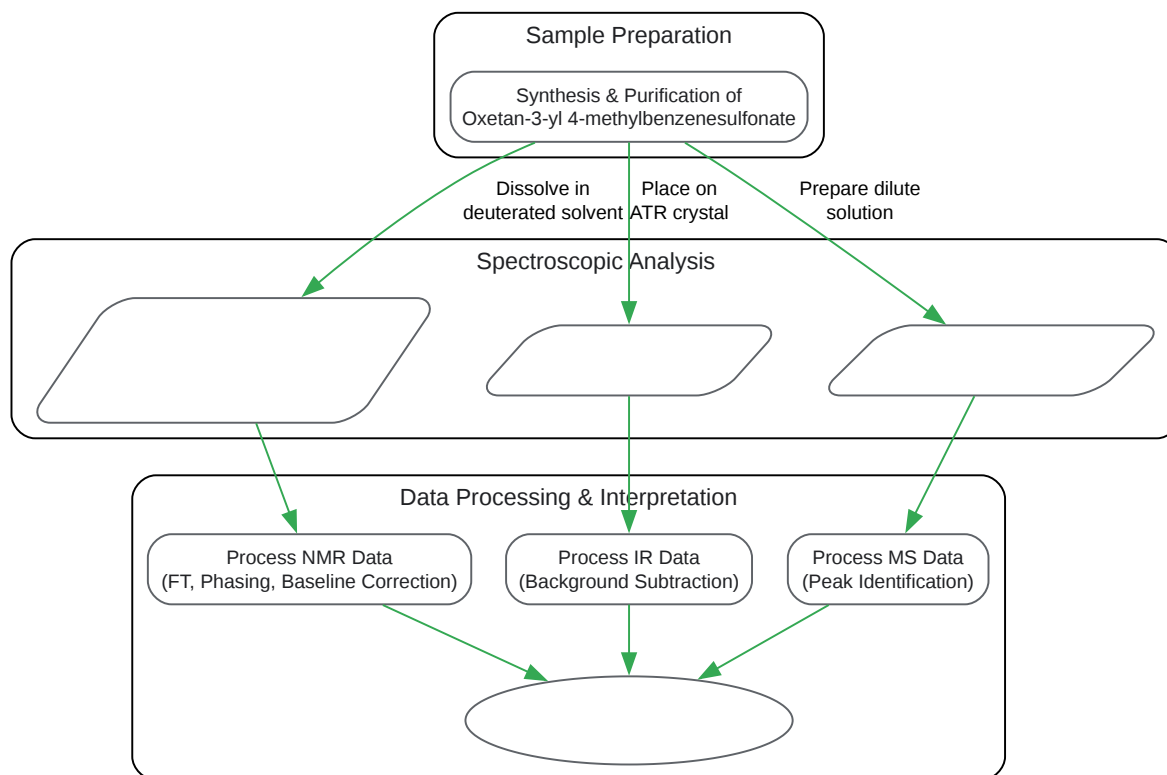 Sample Preparation
Synthesis & Purification of
Oxetan-3-yl 4-methylbenzenesulfonate
Dissolve in
deuterated solvent
Place on
ATR crystal
Prepare dilute
solution
Spectroscopic Analysis
Data Processing & Interpretation
Process NMR Data
(FT, Phasing, Baseline Correction)
Process IR Data
(Background Subtraction)
Process MS Data
(Peak Identification)